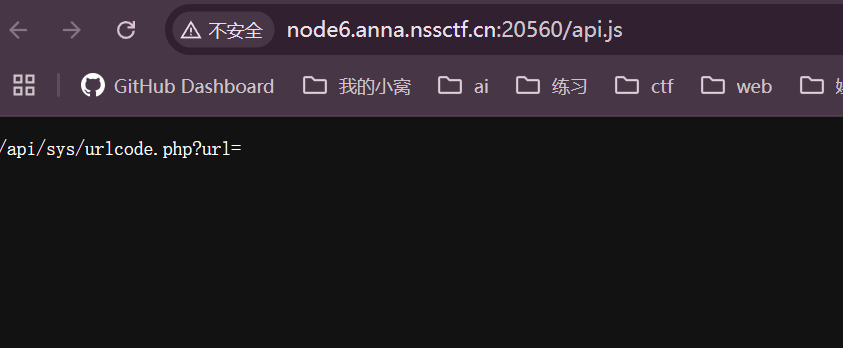 不安全 node6.anna.nssctf.cn:20560/api.js
GitHub Dashboard 我的小窝 ai 练习 ctf web
/api/sys/urlcode.php?url=